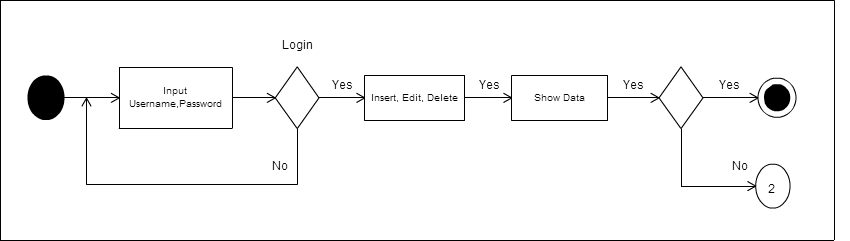 Login
Input
Username,Password
Yes
Insert, Edit, Delete
Yes
Show Data
Yes
Yes
No
No
2